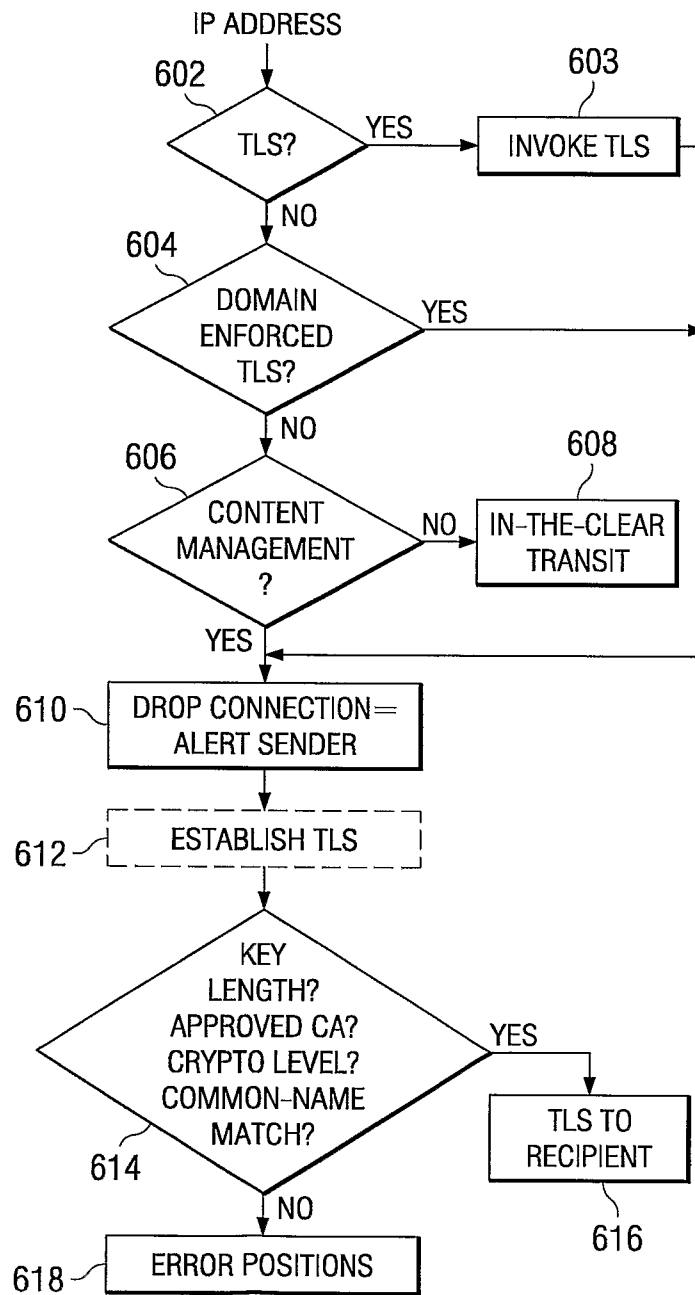 IP ADDRESS
602
603
TLS?
YES
INVOKE TLS
NO
604
DOMAIN
ENFORCED
TLS?
YES
NO
606
608
CONTENT
MANAGEMENT
?
NO
IN-THE-CLEAR
TRANSIT
YES
610
DROP CONNECTION=
ALERT SENDER
612
ESTABLISH TLS
KEY
LENGTH?
APPROVED CA?
CRYPTO LEVEL?
COMMON-NAME
MATCH?
YES
614
TLS TO
RECIPIENT
616
NO
618
ERROR POSITIONS